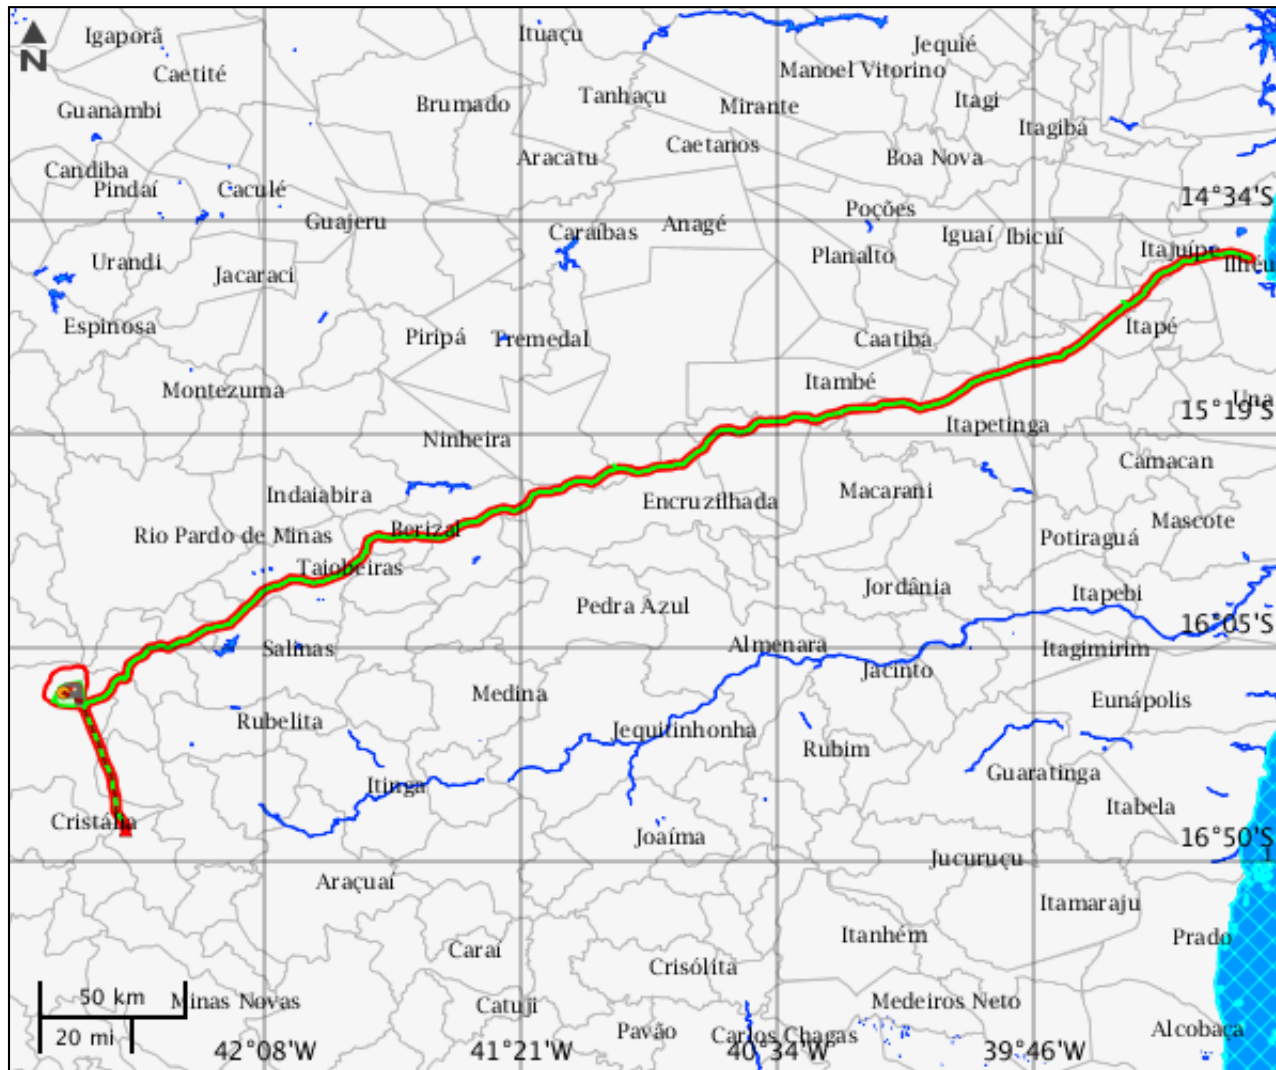 Igaporã
Ituaçu
Jequié
Caetité
Manoel Vitorino
N
Brumado
Tanhaçu
Mirante
Itagi
Guanambi
Itagibá
Caetanos
Aracatu
Boa Nova
Candiba
Pindaí
Caculé
14°34'S
Poções
Guajeru
Anagé
Caraíbas
Iguaí
Ibicuí
Itajuípe
Planalto
Urandi
Jacaraci
Ilhéu
Espinosa
Itapé
Piripá
Tremedal
Caatiba
Itambé
Montezuma
Una
15°19'S
Itapetinga
Ninheira
Camacan
Indaiabira
Encruzilhada
Macarani
Mascote
Berizal
Rio Pardo de Minas
Potiraguá
Taiobeiras
Jordânia
Itapebi
Pedra Azul
16°05'S
Almenara
Salinas
Itagimirim
Jacinto
Medina
Eunápolis
Rubelita
Jequitinhonha
Rubim
Guaratinga
Itinga
Itabela
Cristália
Joaíma
16°50'S
Jucuruçu
Araçuaí
Itamaraju
Itanhém
Prado
Caraí
Crisólita
50 km
Minas Novas
Catuji
Medeiros Neto
20 mi
Pavão
Carlos Chagas
Alcobaça
42°08'W
41°21'W
40°34'W
39°46'W